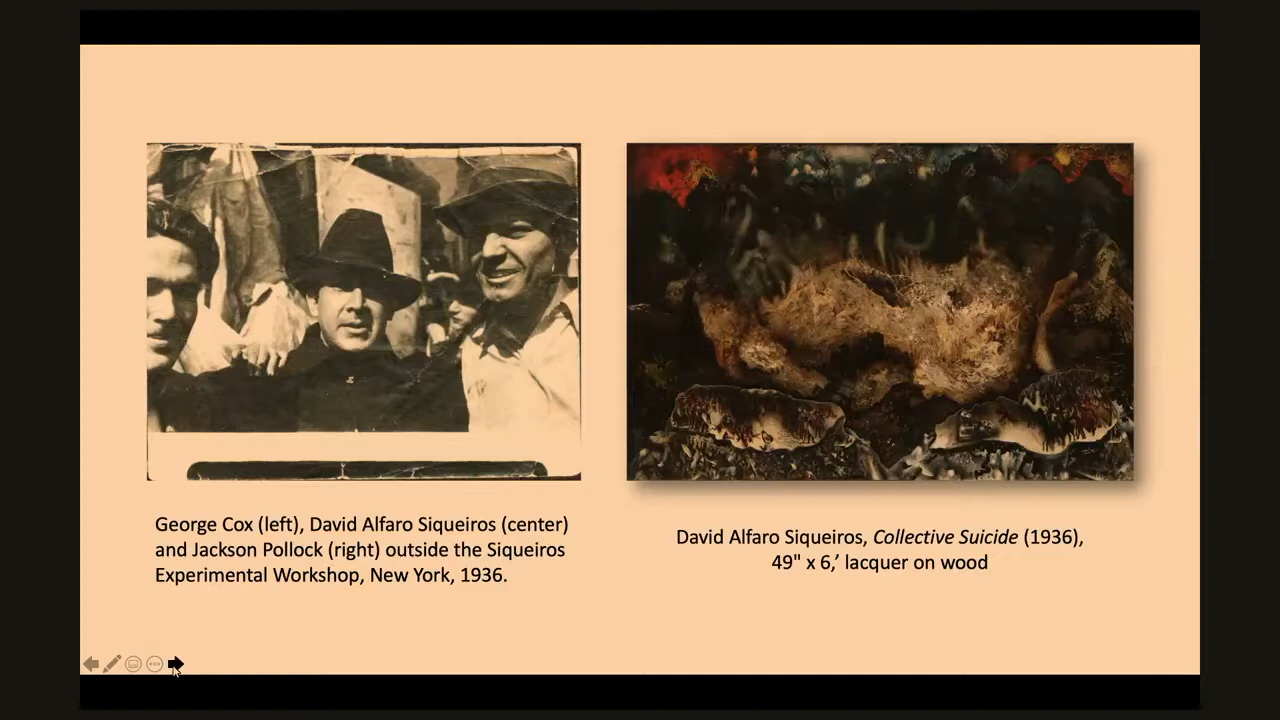 George Cox (left), David Alfaro Siqueiros (center)
and Jackson Pollock (right) outside the Siqueiros
Experimental Workshop, New York, 1936.
David Alfaro Siqueiros, Collective Suicide (1936),
49" x 6,’ lacquer on wood